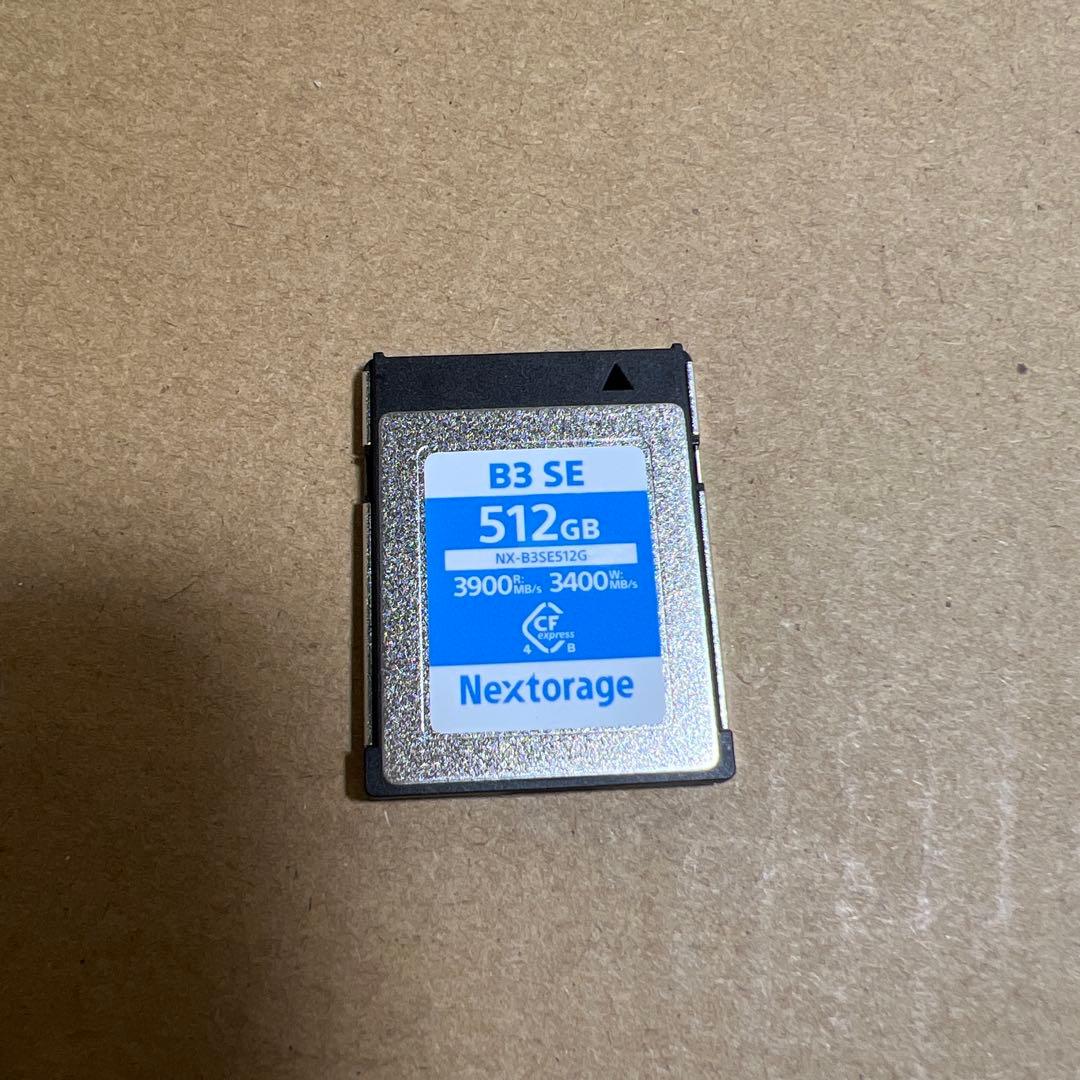 B3 SE
512GB
NX-B3SE512G
3900R:MB/s 3400W:MB/s
CF
express
4 B
Nextorage